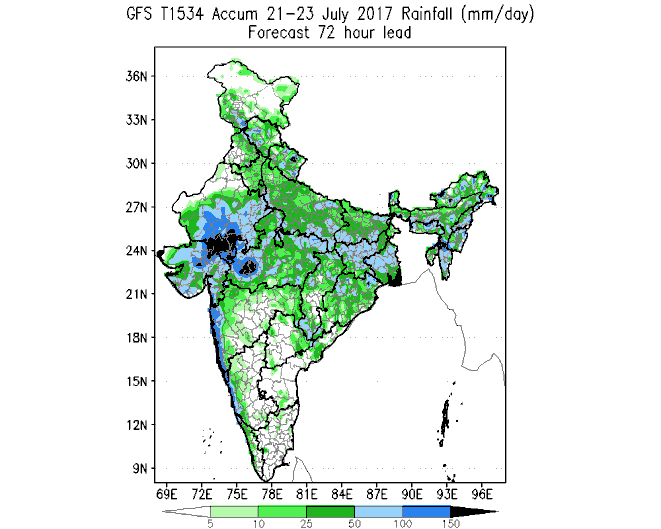 GFS T1534 Accum 21-23 July 2017 Rainfall (mm/day)
Forecast 72 hour lead
36N
33N
30N
27N
24N
21N
18N
15N
12N
9N
69E 72E 75E 78E 81E 84E 87E 90E 93E 96E
5 10 25 50 100 150